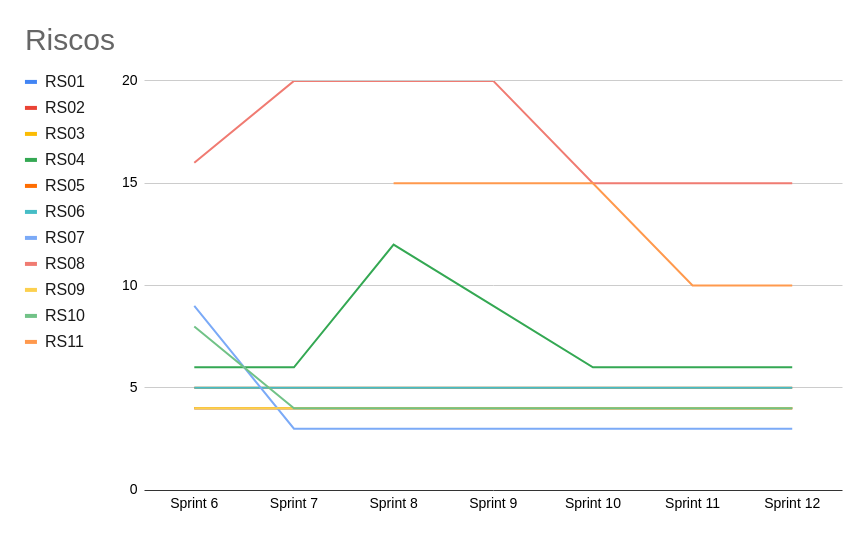 Riscos
RS01
RS02
RS03
RS04
RS05
RS06
RS07
RS08
RS09
RS10
RS11
20
15
10
5
0
Sprint 6 Sprint 7 Sprint 8 Sprint 9 Sprint 10 Sprint 11 Sprint 12